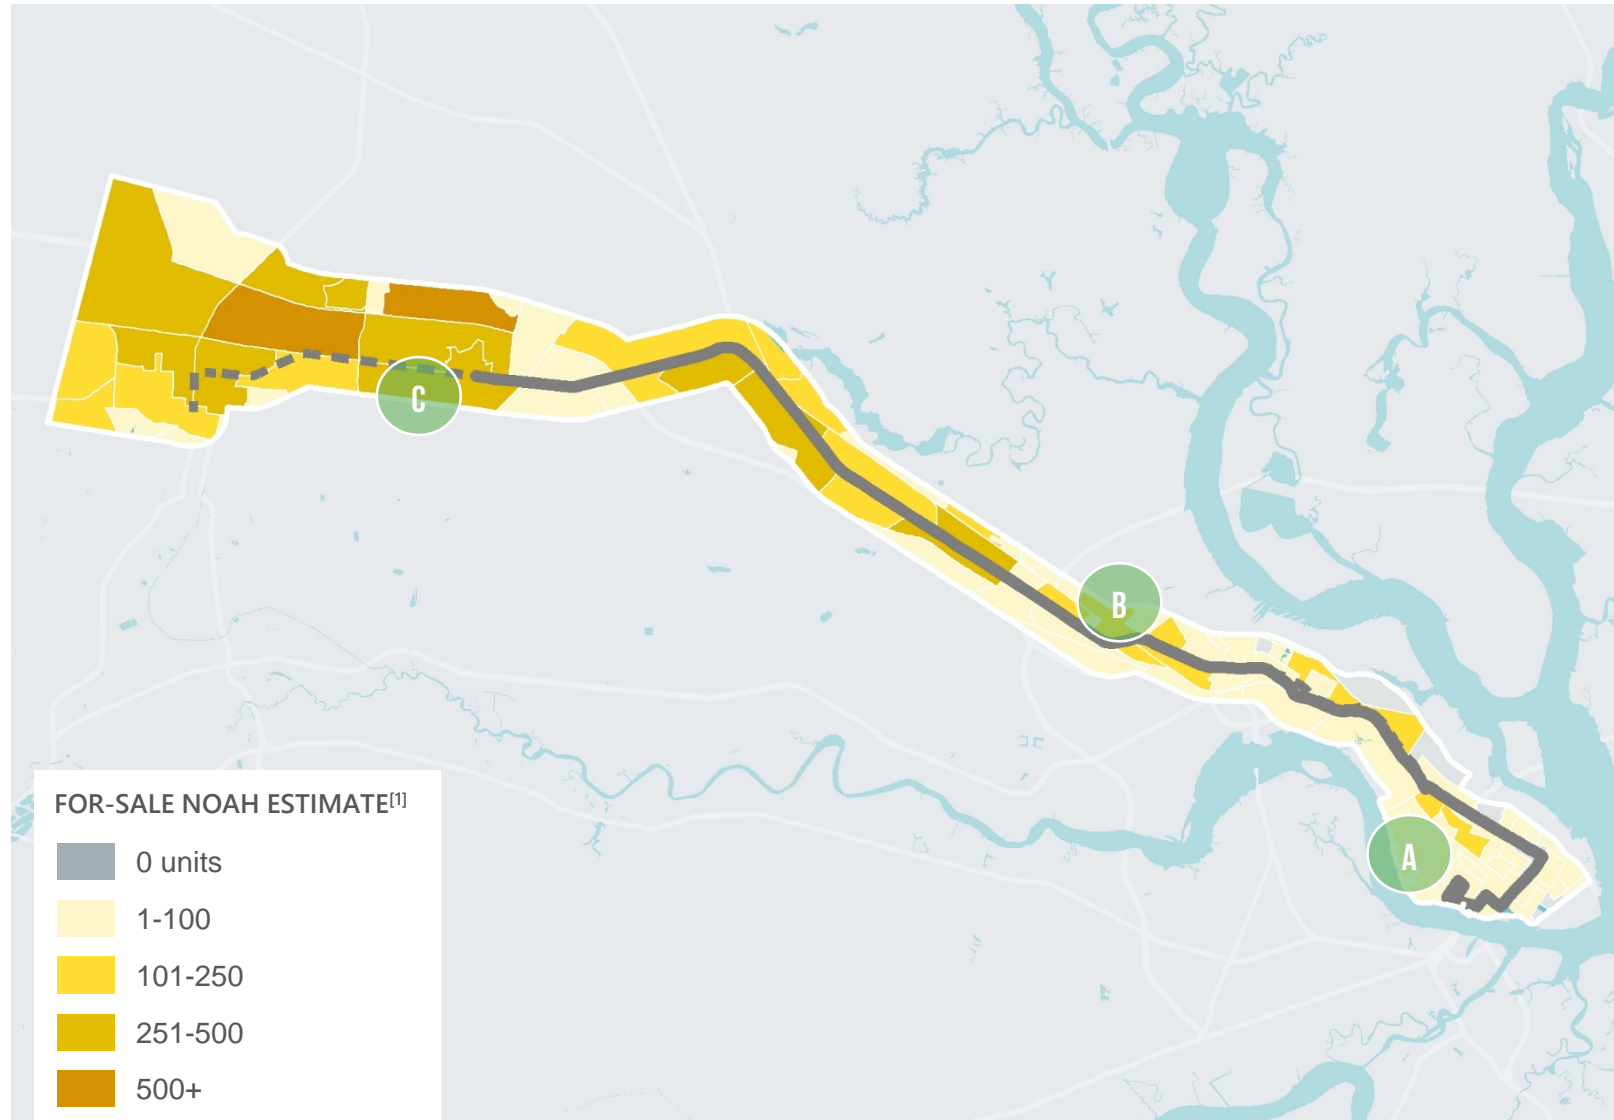 C
B
A
FOR-SALE NOAH ESTIMATE[1]
0 units
1-100
101-250
251-500
500+